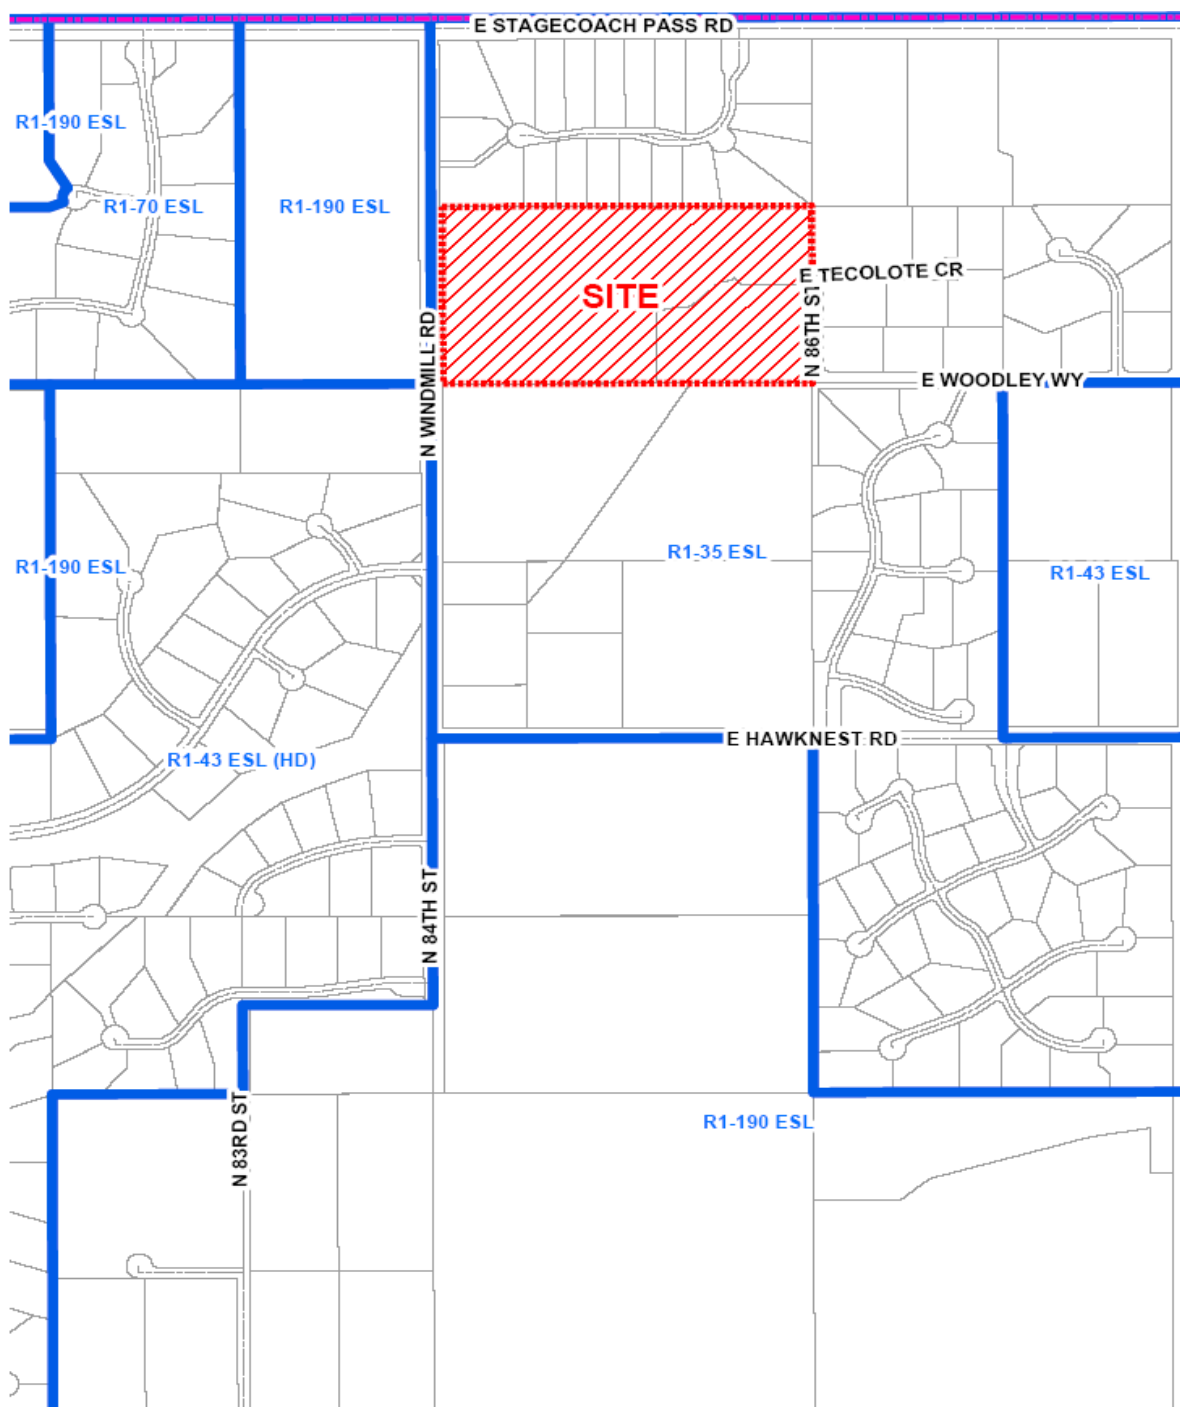 E STAGECOACH PASS RD
R1-190 ESL
R1-70 ESL
R1-190 ESL
E TECOLOTE CR
SITE
N 86TH ST
N WINDMILL RD
E WOODLEY WY
R1-35 ESL
R1-190 ESL
R1-43 ESL
E HAWKNEST RD
R1-43 ESL (HD)
N 84TH ST
R1-190 ESL
N 83RD ST